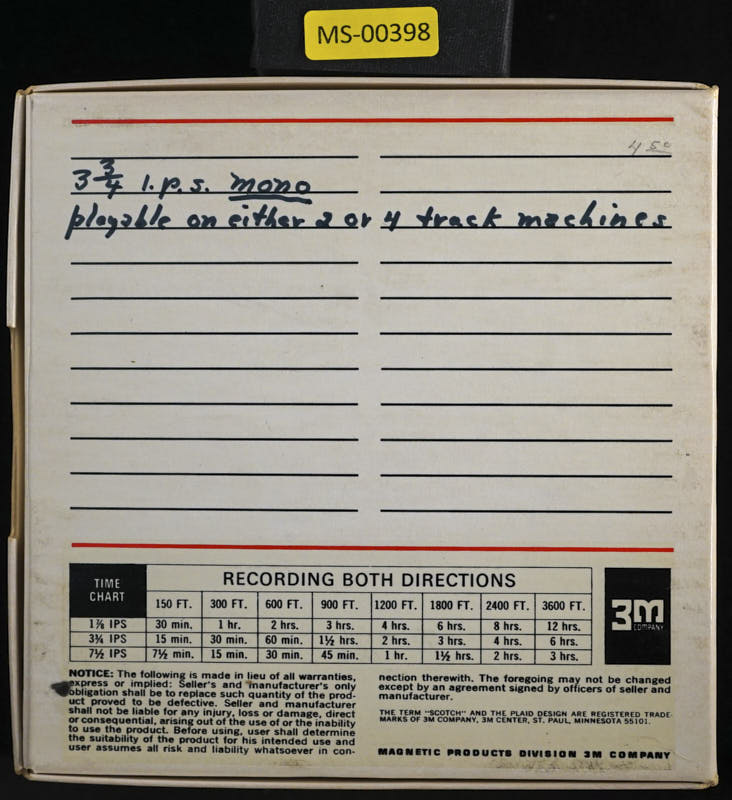 MS-00398
4 50
3 3/4 i.p.s. mono
playable on either 2 or 4 track machines
TIME CHART
RECORDING BOTH DIRECTIONS
150 FT. 300 FT. 600 FT. 900 FT. 1200 FT. 1800 FT. 2400 FT. 3600 FT.
1⅞ IPS 30 min. 1 hr. 2 hrs. 3 hrs. 4 hrs. 6 hrs. 8 hrs. 12 hrs.
3¾ IPS 15 min. 30 min. 60 min. 1½ hrs. 2 hrs. 3 hrs. 4 hrs. 6 hrs.
7½ IPS 7½ min. 15 min. 30 min. 45 min. 1 hr. 1½ hrs. 2 hrs. 3 hrs.
3M
COMPANY
NOTICE: The following is made in lieu of all warranties,
express or implied: Seller's and manufacturer's only
obligation shall be to replace such quantity of the prod-
uct proved to be defective. Seller and manufacturer
shall not be liable for any injury, loss or damage, direct
or consequential, arising out of the use of or the inability
to use the product. Before using, user shall determine
the suitability of the product for his intended use and
user assumes all risk and liability whatsoever in con-
nection therewith. The foregoing may not be changed
except by an agreement signed by officers of seller and
manufacturer.
THE TERM "SCOTCH" AND THE PLAID DESIGN ARE REGISTERED TRADE
MARKS OF 3M COMPANY, 3M CENTER, ST. PAUL, MINNESOTA 55101.
MAGNETIC PRODUCTS DIVISION 3M COMPANY